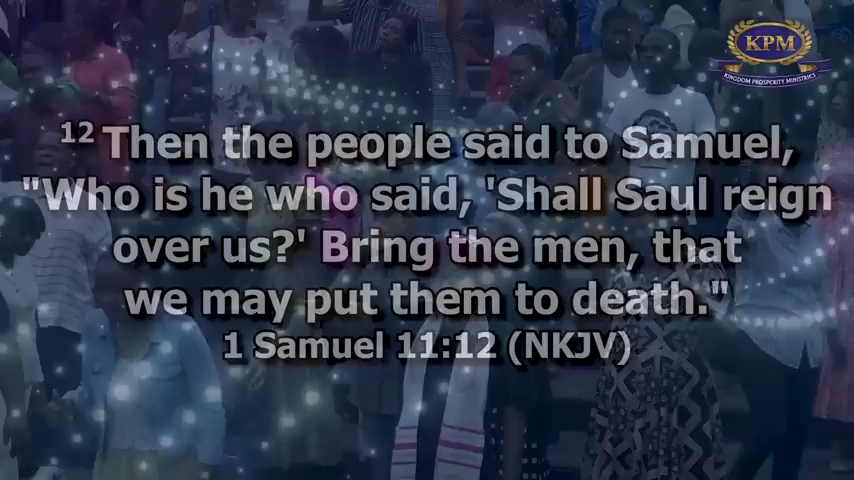 KPM
KINGDOM PROSPERITY MINISTRIES
12 Then the people said to Samuel,
"Who is he who said, 'Shall Saul reign
over us?' Bring the men, that
we may put them to death."
1 Samuel 11:12 (NKJV)